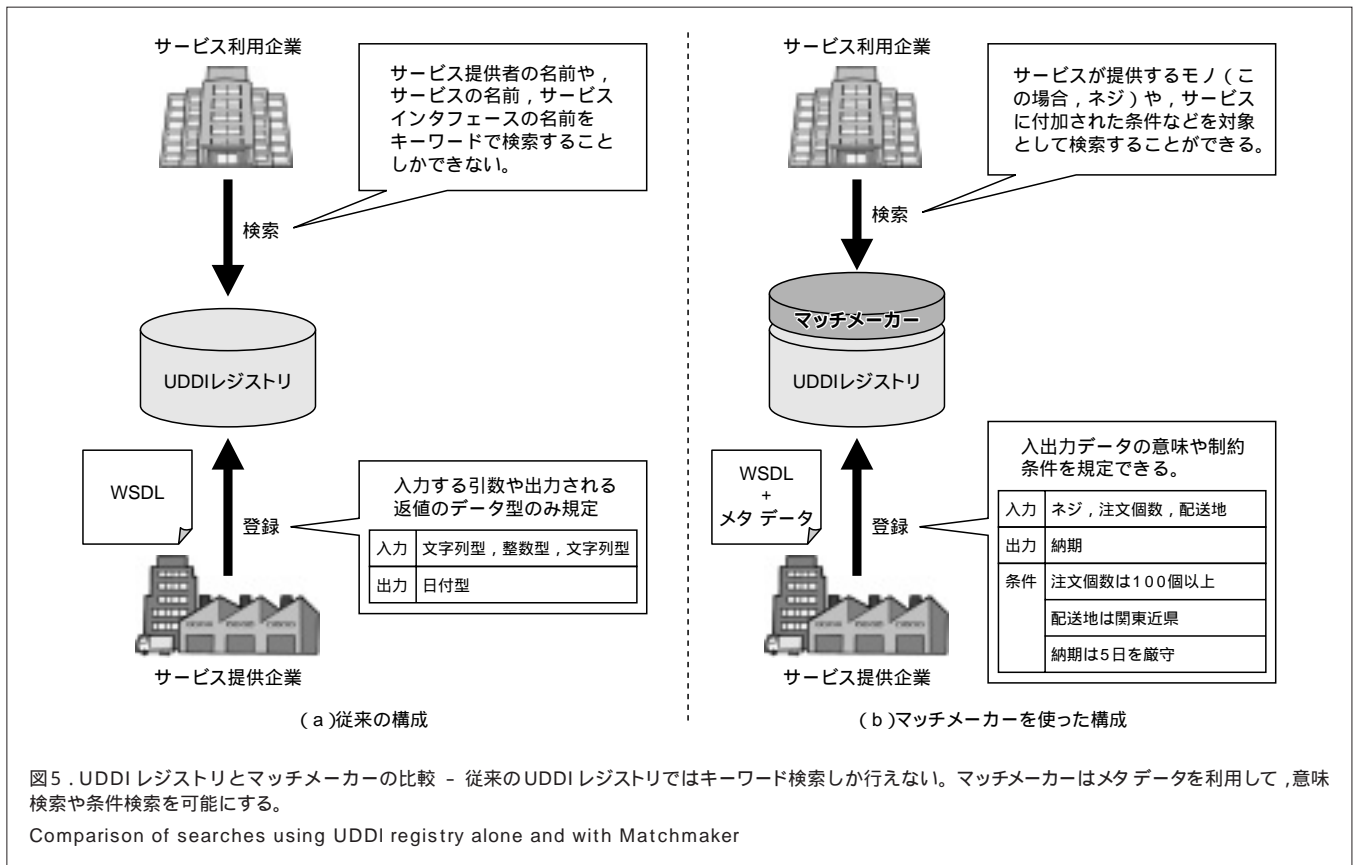 サービス利用企業
サービス提供者の名前や，
サービスの名前，サービス
インタフェースの名前を
キーワードで検索すること
しかできない。
検索
UDDIレジストリ
WSDL
登録
入力する引数や出力される
返値のデータ型のみ規定
入力 文字列型，整数型，文字列型
出力 日付型
サービス提供企業
(a)従来の構成
サービス利用企業
サービスが提供するモノ（こ
の場合，ネジ）や，サービス
に付加された条件などを対象
として検索することができる。
検索
マッチメーカー
UDDIレジストリ
WSDL
+
メタ データ
登録
入出力データの意味や制約
条件を規定できる。
入力 ネジ，注文個数，配送地
出力 納期
条件 注文個数は100個以上
配送地は関東近県
納期は5日を厳守
サービス提供企業
(b)マッチメーカーを使った構成
図5．UDDIレジストリとマッチメーカーの比較 － 従来のUDDIレジストリではキーワード検索しか行えない。マッチメーカーはメタ データを利用して，意味
検索や条件検索を可能にする。
Comparison of searches using UDDI registry alone and with Matchmaker